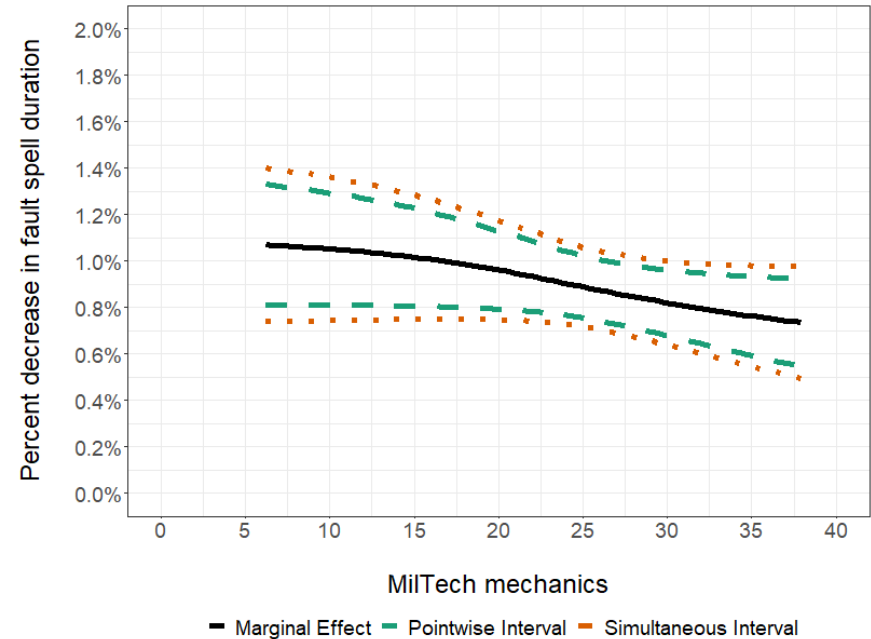 Percent decrease in fault spell duration
2.0%
1.8%
1.6%
1.4%
1.2%
1.0%
0.8%
0.6%
0.4%
0.2%
0.0%
0 5 10 15 20 25 30 35 40
MilTech mechanics
Marginal Effect Pointwise Interval Simultaneous Interval